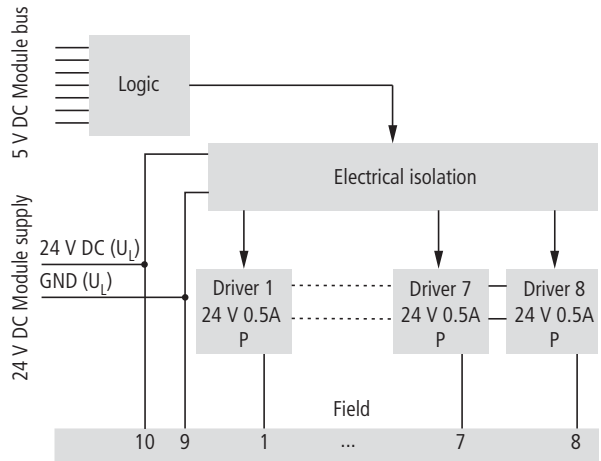 5 V DC Module bus
Logic
Electrical isolation
24 V DC Module supply
24 V DC (UL)
GND (UL)
Driver 1
24 V 0.5A
P
Driver 7
24 V 0.5A
P
Driver 8
24 V 0.5A
P
Field
10 9 1 ... 7 8